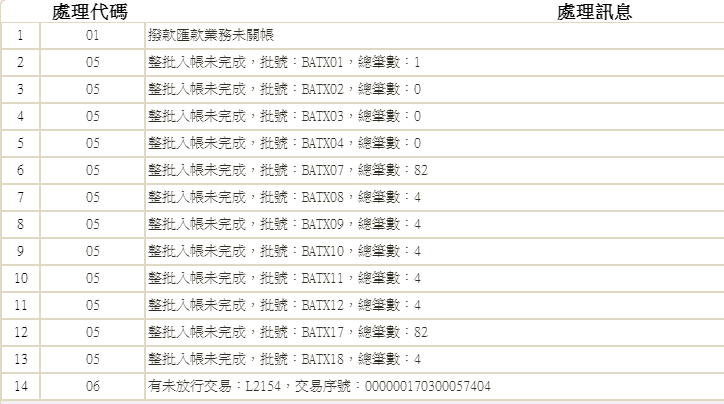 處理代碼 處理訊息
1 01 撥款匯款業務未關帳
2 05 整批入帳未完成，批號：BATX01，總筆數：1
3 05 整批入帳未完成，批號：BATX02，總筆數：0
4 05 整批入帳未完成，批號：BATX03，總筆數：0
5 05 整批入帳未完成，批號：BATX04，總筆數：0
6 05 整批入帳未完成，批號：BATX07，總筆數：82
7 05 整批入帳未完成，批號：BATX08，總筆數：4
8 05 整批入帳未完成，批號：BATX09，總筆數：4
9 05 整批入帳未完成，批號：BATX10，總筆數：4
10 05 整批入帳未完成，批號：BATX11，總筆數：4
11 05 整批入帳未完成，批號：BATX12，總筆數：4
12 05 整批入帳未完成，批號：BATX17，總筆數：82
13 05 整批入帳未完成，批號：BATX18，總筆數：4
14 06 有未放行交易：L2154，交易序號：000000170300057404